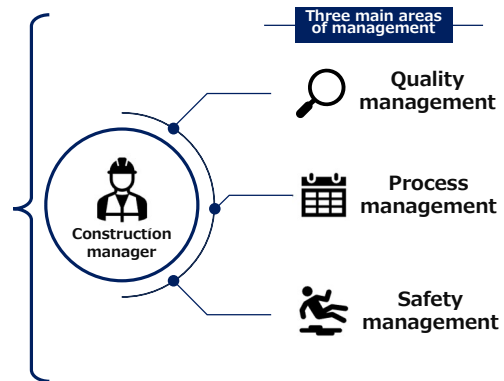 Three main areas
of management
Quality
management
Construction
manager
Process
management
Safety
management